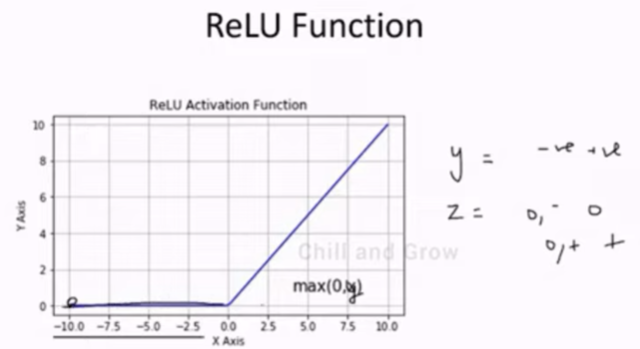 ReLU Function
ReLU Activation Function
10
8
6
4
2
0
Y Axis
-10.0 -7.5 -5.0 -2.5 0.0 2.5 5.0 7.5 10.0
X Axis
Chill and Grow
max(0,y)
y = -ve +ve
z = 0, - 0
0, + +